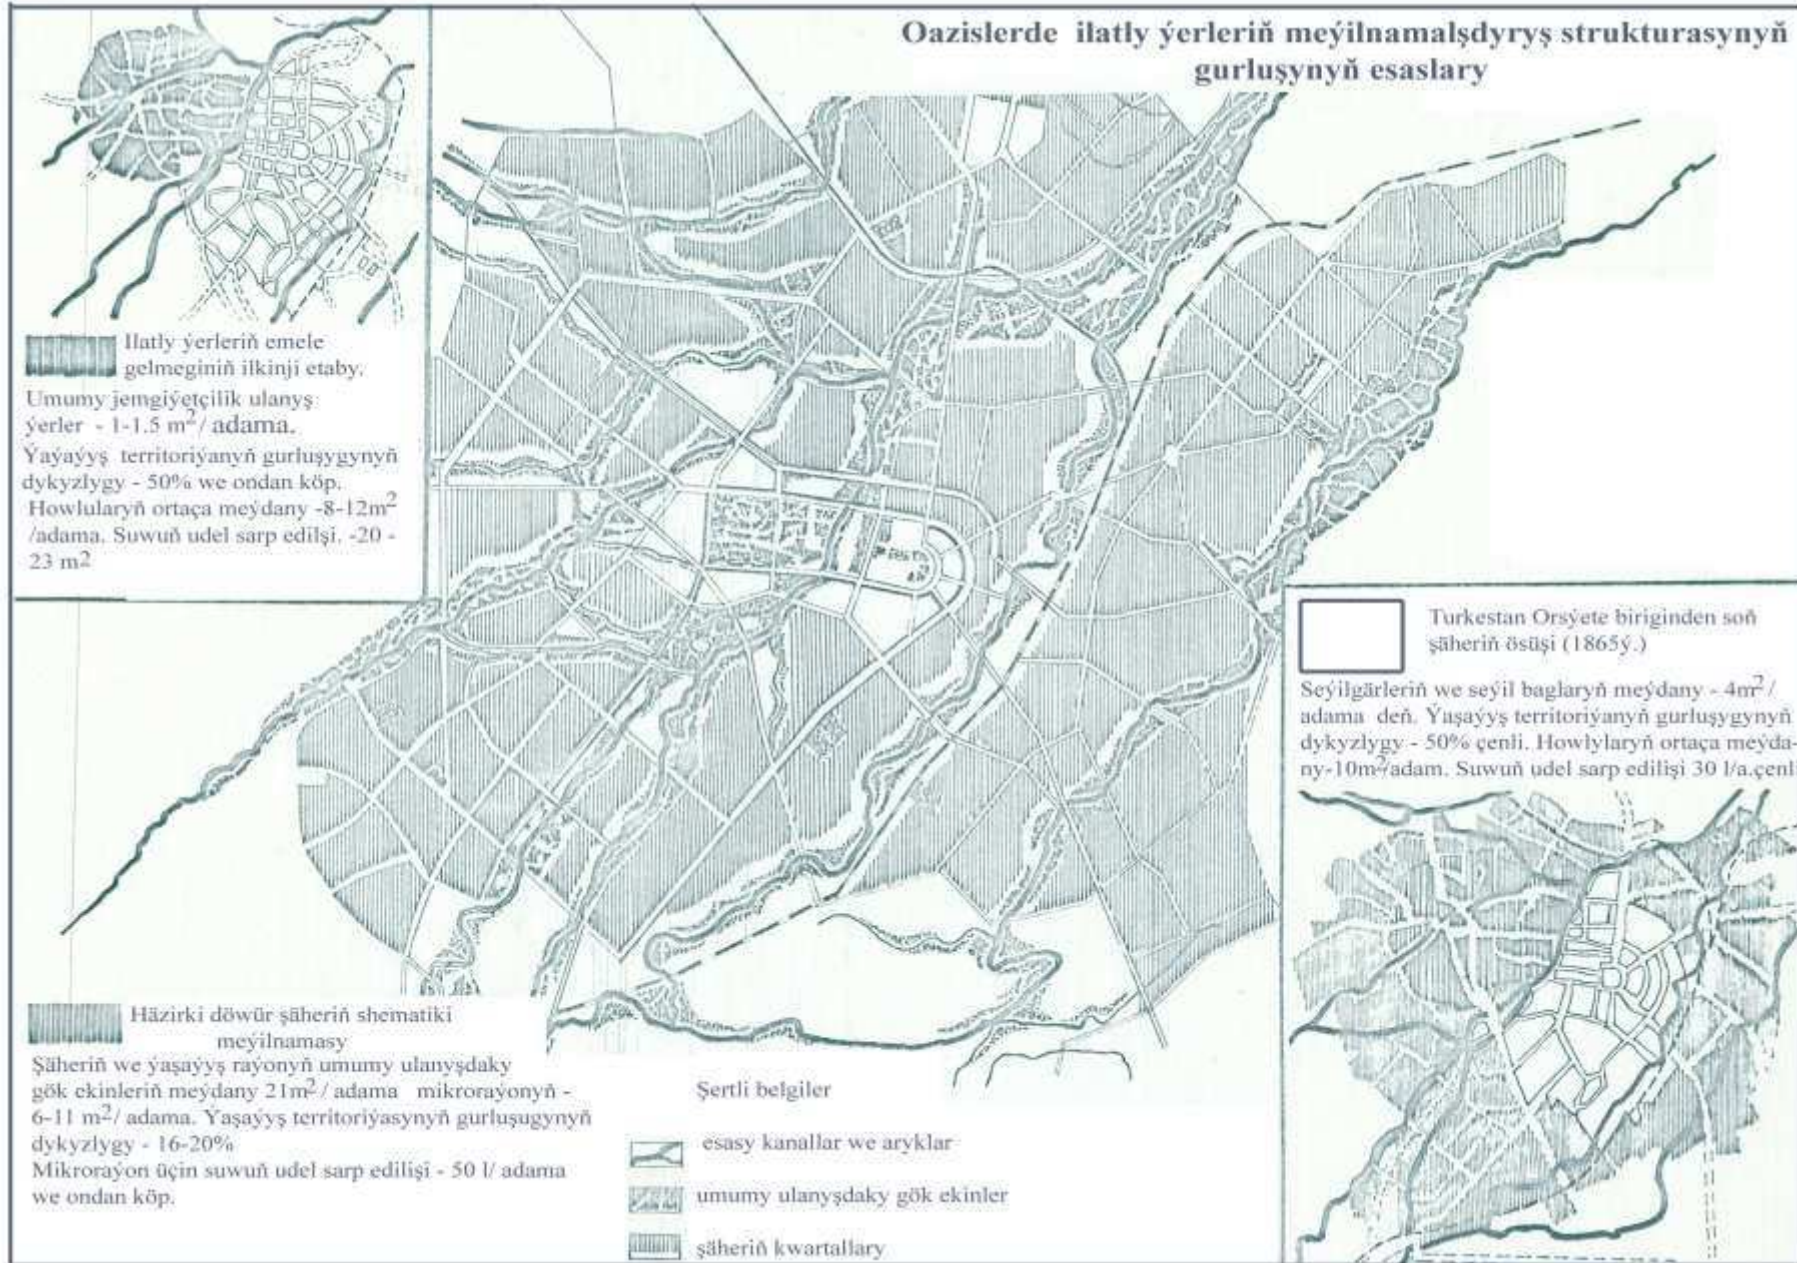 Oazislerde ilatly ýerleriň meýilnamalşdyryş strukturasynyň
gurluşynyň esaslary
Ilatly ýerleriň emele
gelmeginiň ilkinji etaby.
Umumy jemgiýetçilik ulanyş
ýerler - 1-1.5 m²/ adama.
Ýaýaýyş territoriýanyň gurluşygynyň
dykyzlygy - 50% we ondan köp.
Howlularyň ortaça meýdany -8-12m²
/adama. Suwuň udel sarp edilşi. -20 -
23 m²
Turkestan Orsýete biriginden soň
şäheriň ösüşi (1865ý.)
Seýilgärleriň we seýil baglaryň meýdany - 4m²/
adama deň. Ýaşaýyş territoriýanyň gurluşygynyň
dykyzlygy - 50% çenli. Howlylaryň ortaça meýda-
ny-10m²/adam. Suwuň udel sarp edilişi 30 l/a.çenli
Häzirki döwür şäheriň shematiki
meýilnamasy
Şäheriň we ýaşaýyş raýonyň umumy ulanyşdaky
gök ekinleriň meýdany 21m²/ adama mikroraýonyň -
6-11 m²/ adama. Ýaşaýyş territoriýasynyň gurluşugynyň
dykyzlygy - 16-20%
Mikroraýon üçin suwuň udel sarp edilişi - 50 l/ adama
we ondan köp.
Şertli belgiler
esasy kanallar we aryklar
umumy ulanyşdaky gök ekinler
şäheriň kwartallary